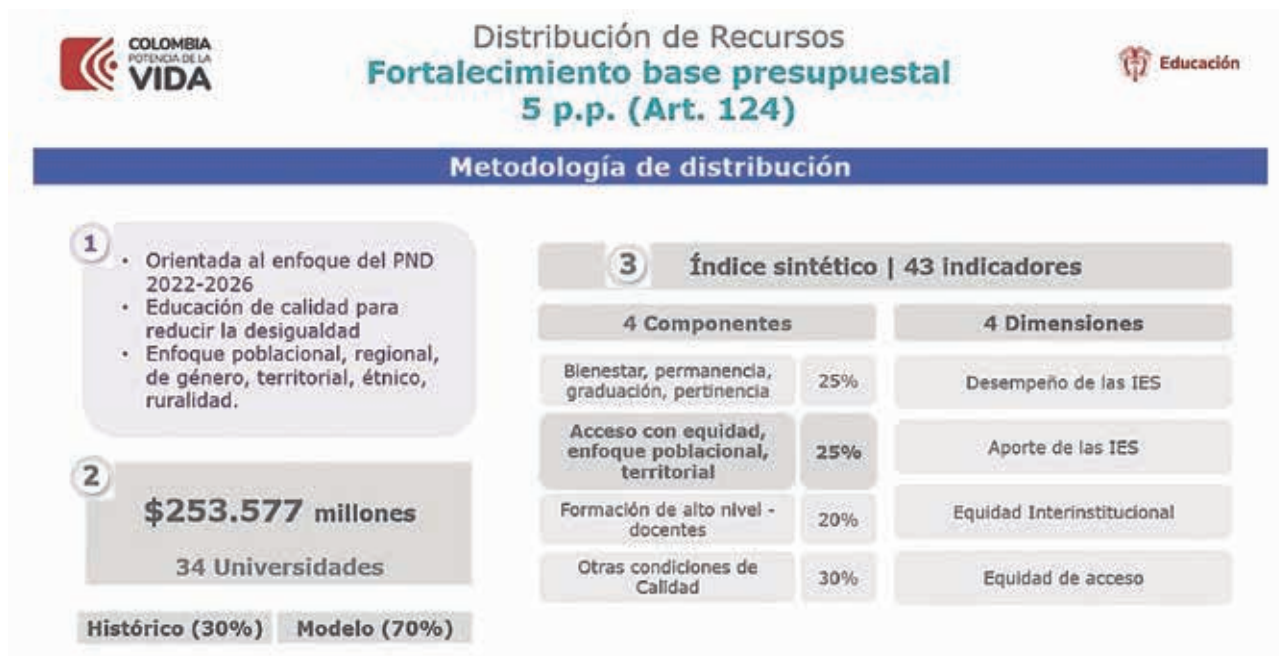 COLOMBIA
POTENCIA DE LA
VIDA
Distribución de Recursos
Fortalecimiento base presupuestal
5 p.p. (Art. 124)
Educación
Metodología de distribución
1
• Orientada al enfoque del PND
2022-2026
• Educación de calidad para
reducir la desigualdad
• Enfoque poblacional, regional,
de género, territorial, étnico,
ruralidad.
2
$253.577 millones
34 Universidades
Histórico (30%) Modelo (70%)
3
Índice sintético | 43 indicadores
4 Componentes
4 Dimensiones
Bienestar, permanencia,
graduación, pertinencia
25%
Desempeño de las IES
Acceso con equidad,
enfoque poblacional,
territorial
25%
Aporte de las IES
Formación de alto nivel -
docentes
20%
Equidad Interinstitucional
Otras condiciones de
Calidad
30%
Equidad de acceso